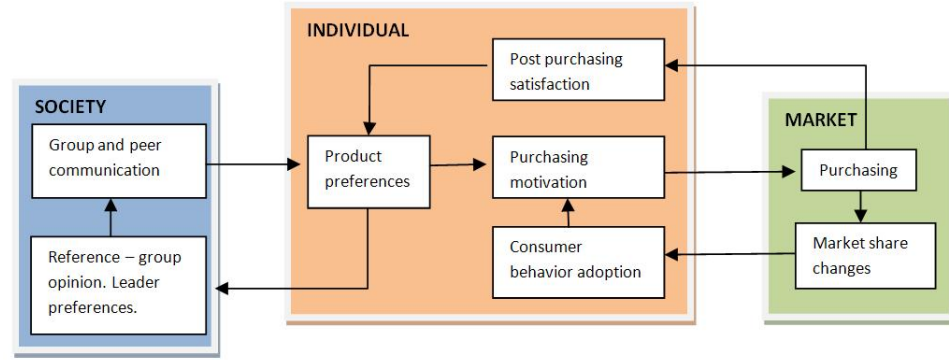 SOCIETY
Group and peer
communication
Reference – group
opinion. Leader
preferences.
INDIVIDUAL
Post purchasing
satisfaction
Product
preferences
Purchasing
motivation
Consumer
behavior adoption
MARKET
Purchasing
Market share
changes